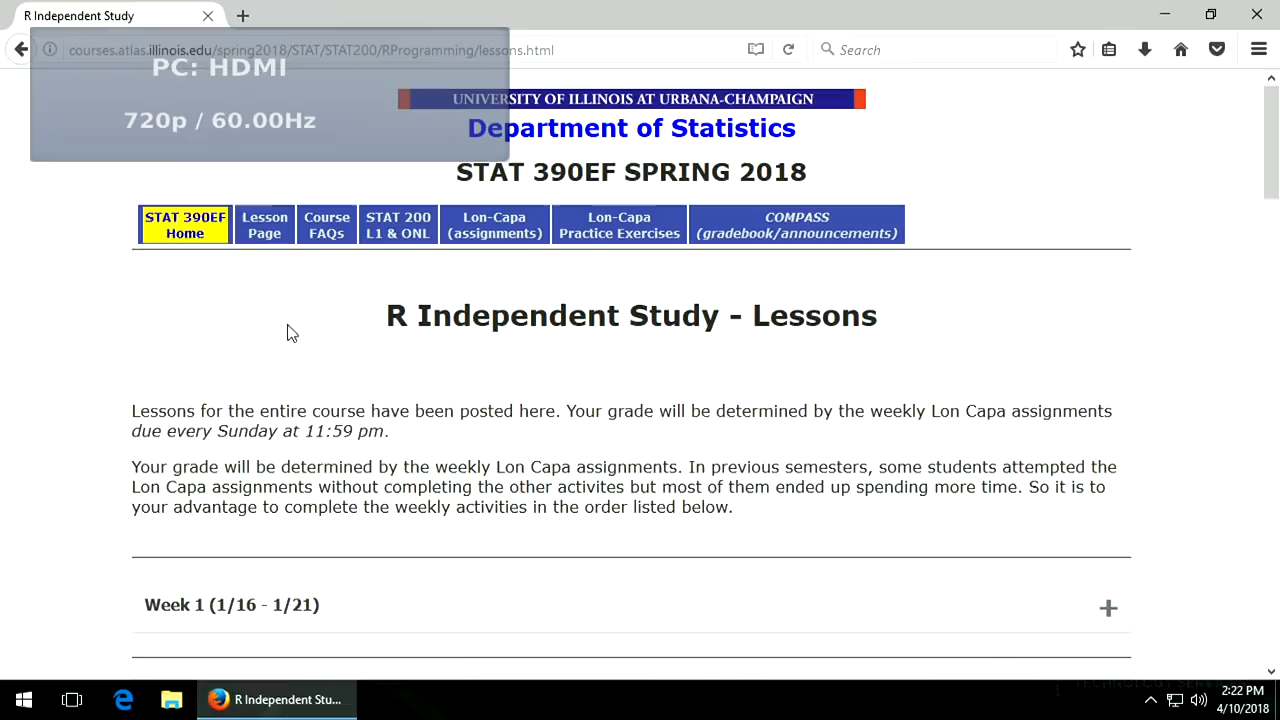 R Independent Study
courses.atlas.illinois.edu/spring2018/STAT/STAT200/RProgramming/lessons.html
Search
PC: HDMI
720p / 60.00Hz
UNIVERSITY OF ILLINOIS AT URBANA-CHAMPAIGN
Department of Statistics
STAT 390EF SPRING 2018
STAT 390EF Home
Lesson Page
Course FAQs
STAT 200 L1 & ONL
Lon-Capa (assignments)
Lon-Capa Practice Exercises
COMPASS (gradebook/announcements)
R Independent Study - Lessons
Lessons for the entire course have been posted here. Your grade will be determined by the weekly Lon Capa assignments
due every Sunday at 11:59 pm.
Your grade will be determined by the weekly Lon Capa assignments. In previous semesters, some students attempted the
Lon Capa assignments without completing the other activites but most of them ended up spending more time. So it is to
your advantage to complete the weekly activities in the order listed below.
Week 1 (1/16 - 1/21)
R Independent Stu...
2:22 PM
4/10/2018